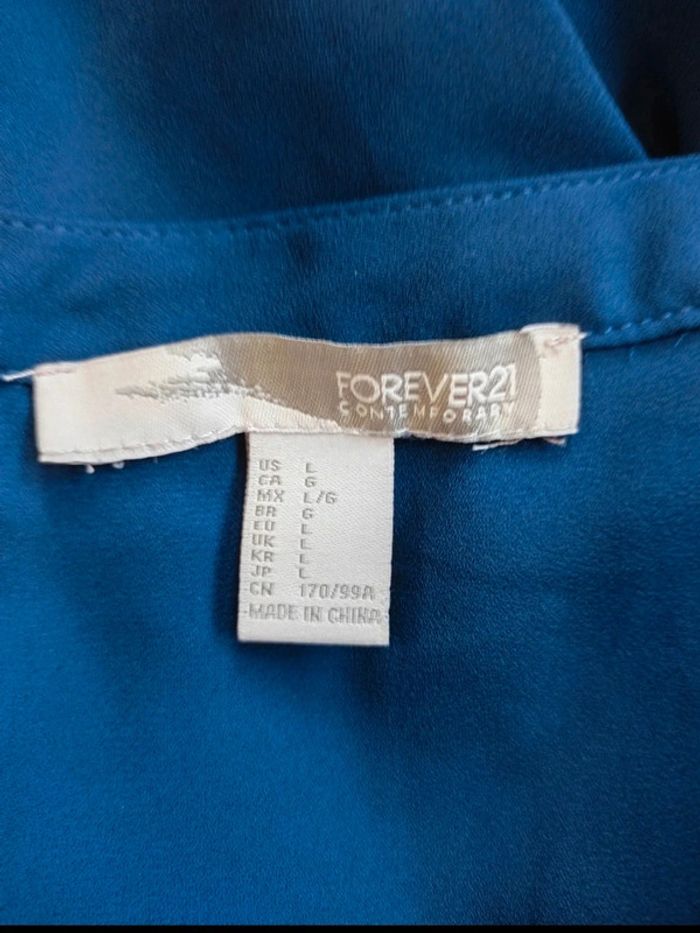 FOREVER21
CONTEMPORARY
US L
CA G
MX L/G
BR G
EU L
UK L
KR L
JP L
CN 170/99A
MADE IN CHINA